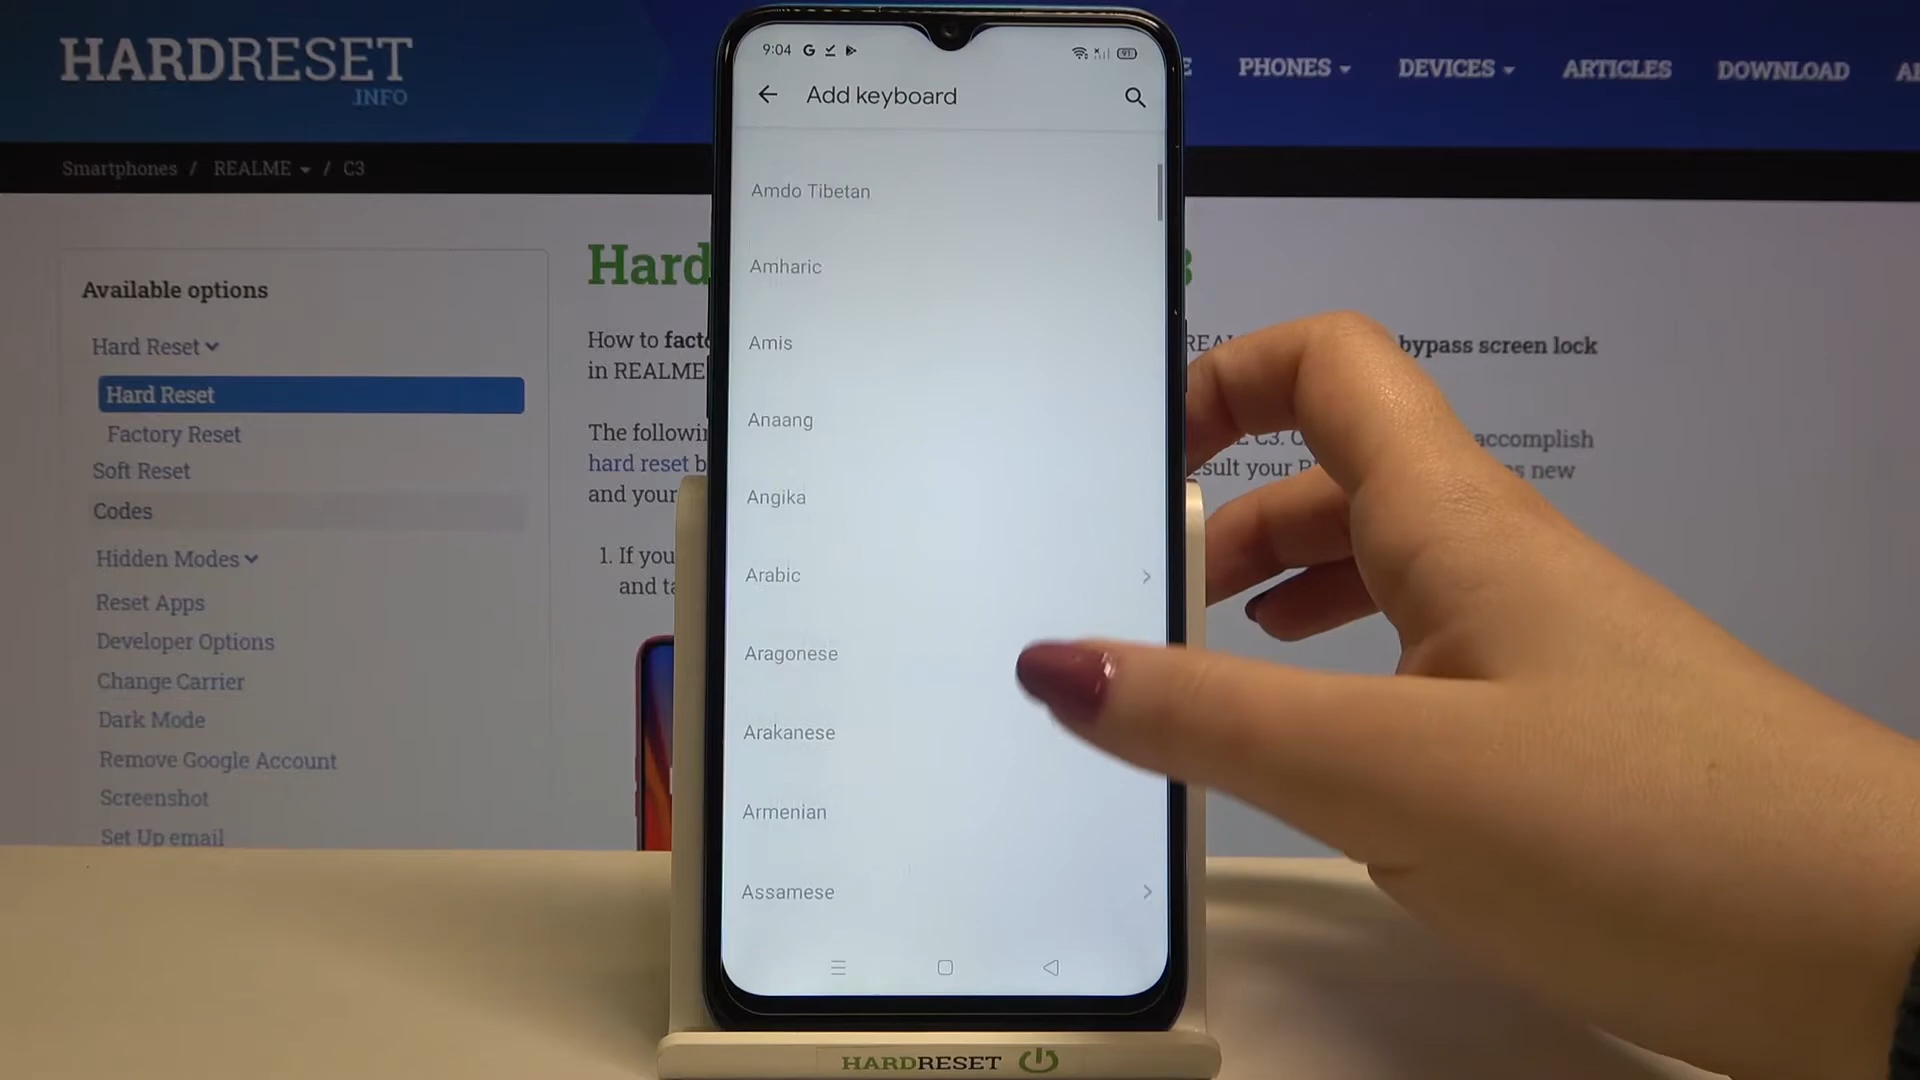 HARDRESET
.INFO
PHONES
DEVICES
ARTICLES
DOWNLOAD
Smartphones / REALME / C3
Available options
Hard Reset
Hard Reset
Factory Reset
Soft Reset
Codes
Hidden Modes
Reset Apps
Developer Options
Change Carrier
Dark Mode
Remove Google Account
Screenshot
Set Up email
Hard
How to
bypass screen lock
in REALME
The
accomplish
hard reset
new
and your
1. If you
and
9:04
91
Add keyboard
Amdo Tibetan
Amharic
Amis
Anaang
Angika
Arabic
Aragonese
Arakanese
Armenian
Assamese
HARDRESET